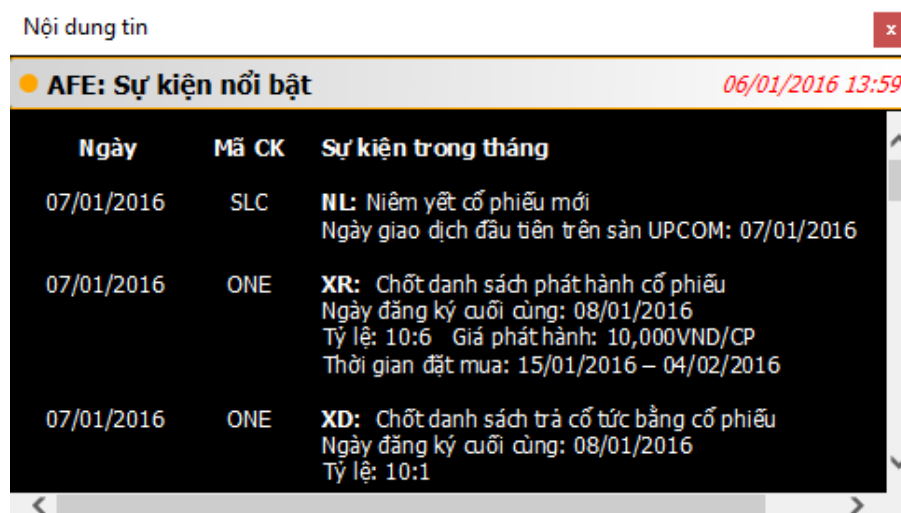 Nội dung tin
x
AFE: Sự kiện nổi bật 06/01/2016 13:59
Ngày Mã CK Sự kiện trong tháng
07/01/2016 SLC NL: Niêm yết cổ phiếu mới
Ngày giao dịch đầu tiên trên sàn UPCOM: 07/01/2016
07/01/2016 ONE XR: Chốt danh sách phát hành cổ phiếu
Ngày đăng ký cuối cùng: 08/01/2016
Tỷ lệ: 10:6 Giá phát hành: 10,000VND/CP
Thời gian đặt mua: 15/01/2016 – 04/02/2016
07/01/2016 ONE XD: Chốt danh sách trả cổ tức bằng cổ phiếu
Ngày đăng ký cuối cùng: 08/01/2016
Tỷ lệ: 10:1